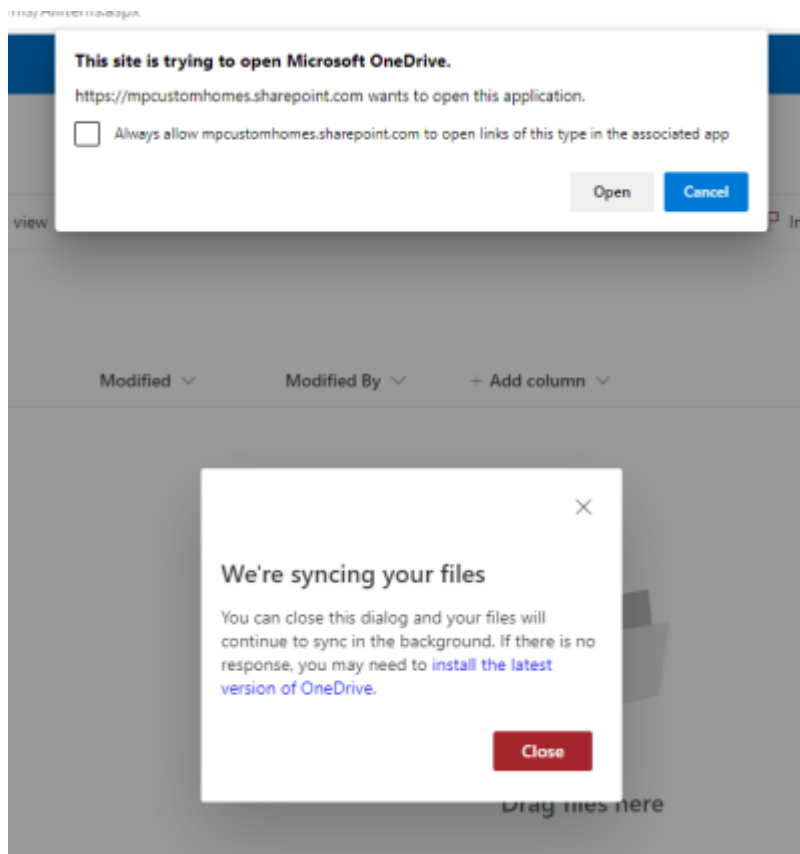 This site is trying to open Microsoft OneDrive.
https://mpcustomhomes.sharepoint.com wants to open this application.
Always allow mpcustomhomes.sharepoint.com to open links of this type in the associated app
Open Cancel
view
Modified Modified By + Add column
We're syncing your files
You can close this dialog and your files will
continue to sync in the background. If there is no
response, you may need to install the latest
version of OneDrive.
Close
Drag files here